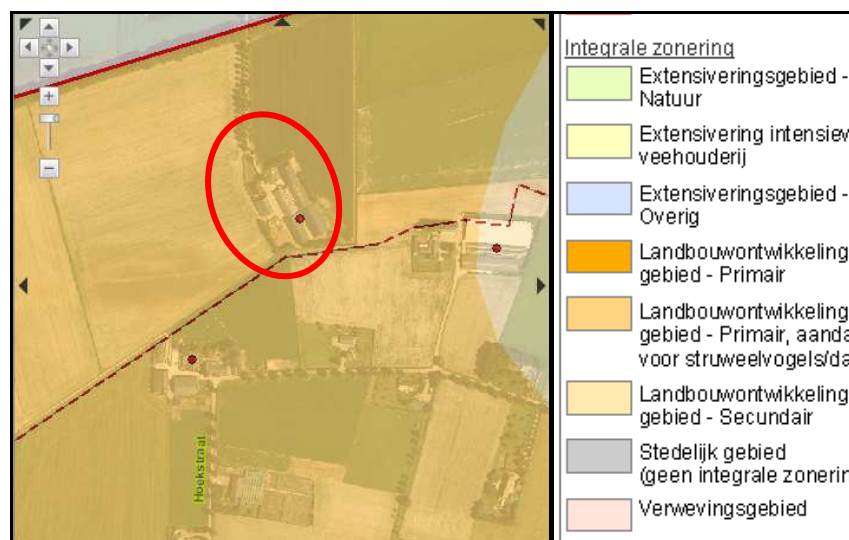 Integrale zonering
Extensiveringsgebied -
Natuur
Extensivering intensiev
veehouderij
Extensiveringsgebied -
Overig
Landbouwontwikkeling
gebied - Primair
Landbouwontwikkeling
gebied - Primair, aanda
voor struweelvogels/da
Landbouwontwikkeling
gebied - Secundair
Stedelijk gebied
(geen integrale zonerin
Verwevingsgebied
Hoekstraat